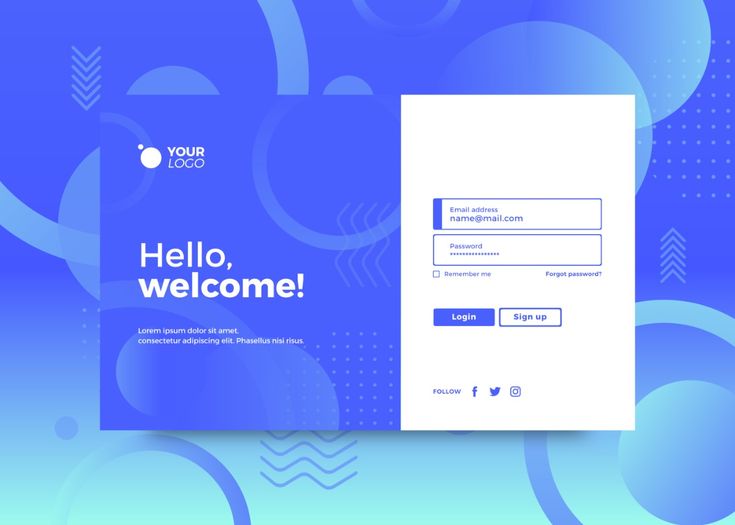 YOUR
LOGO
Hello,
welcome!
Lorem ipsum dolor sit amet,
consectetur adipiscing elit. Phasellus nisi risus.
Email address
name@mail.com
Password
****************
Remember me
Forgot password?
Login
Sign up
FOLLOW